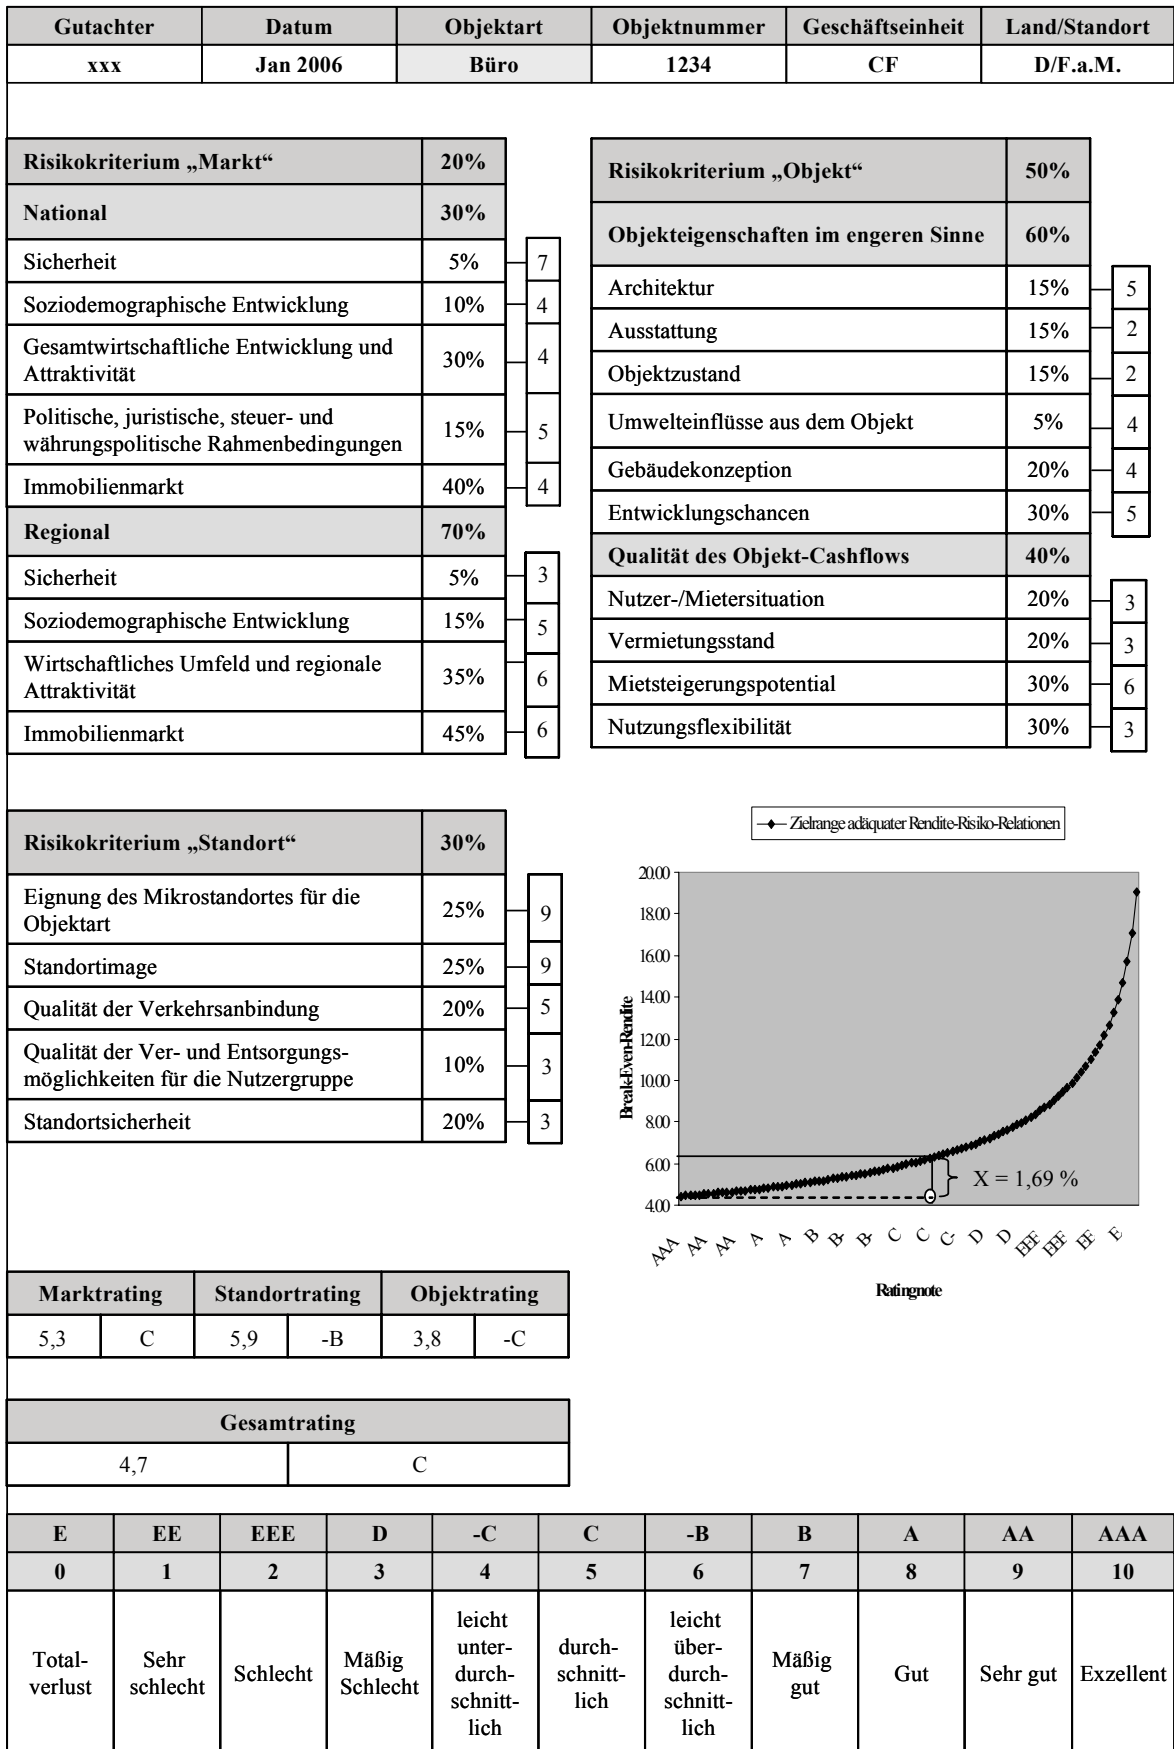 Gutachter Datum Objektart Objektnummer Geschäftseinheit Land/Standort
xxx Jan 2006 Büro 1234 CF D/F.a.M.
Risikokriterium „Markt“ 20%
National 30%
Sicherheit 5% 7
Soziodemographische Entwicklung 10% 4
Gesamtwirtschaftliche Entwicklung und
Attraktivität 30% 4
Politische, juristische, steuer- und
währungspolitische Rahmenbedingungen 15% 5
Immobilienmarkt 40% 4
Regional 70%
Sicherheit 5% 3
Soziodemographische Entwicklung 15% 5
Wirtschaftliches Umfeld und regionale
Attraktivität 35% 6
Immobilienmarkt 45% 6
Risikokriterium „Objekt“ 50%
Objekteigenschaften im engeren Sinne 60%
Architektur 15% 5
Ausstattung 15% 2
Objektzustand 15% 2
Umwelteinflüsse aus dem Objekt 5% 4
Gebäudekonzeption 20% 4
Entwicklungschancen 30% 5
Qualität des Objekt-Cashflows 40%
Nutzer-/Mietersituation 20% 3
Vermietungsstand 20% 3
Mietsteigerungspotential 30% 6
Nutzungsflexibilität 30% 3
Risikokriterium „Standort“ 30%
Eignung des Mikrostandortes für die
Objektart 25% 9
Standortimage 25% 9
Qualität der Verkehrsanbindung 20% 5
Qualität der Ver- und Entsorgungs-
möglichkeiten für die Nutzergruppe 10% 3
Standortsicherheit 20% 3
Zielrange adäquater Rendite-Risiko-Relationen
20.00
18.00
16.00
14.00
12.00
10.00
8.00
6.00
4.00
Break-Even-Rendite
X = 1,69 %
AAA AA AA A A B B- B- C C C- D D EEE EEE EE E
Ratingnote
Marktrating Standortrating Objektrating
5,3 C 5,9 -B 3,8 -C
Gesamtrating
4,7 C
E EE EEE D -C C -B B A AA AAA
0 1 2 3 4 5 6 7 8 9 10
Total-
verlust
Sehr
schlecht
Schlecht
Mäßig
Schlecht
leicht
unter-
durch-
schnitt-
lich
durch-
schnitt-
lich
leicht
über-
durch-
schnitt-
lich
Mäßig
gut
Gut
Sehr gut
Exzellent